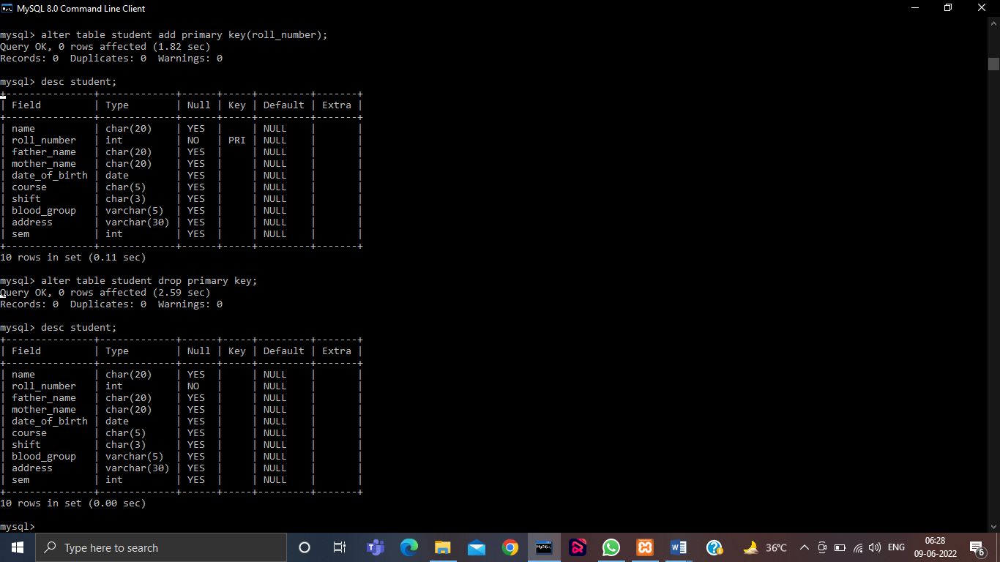 MySQL 8.0 Command Line Client
mysql> alter table student add primary key(roll_number);
Query OK, 0 rows affected (1.82 sec)
Records: 0  Duplicates: 0  Warnings: 0
mysql> desc student;
+---------------+-------------+------+-----+---------+-------+
| Field         | Type        | Null | Key | Default | Extra |
+---------------+-------------+------+-----+---------+-------+
| name          | char(20)    | YES  |     | NULL    |       |
| roll_number   | int         | NO   | PRI | NULL    |       |
| father_name   | char(20)    | YES  |     | NULL    |       |
| mother_name   | char(20)    | YES  |     | NULL    |       |
| date_of_birth | date        | YES  |     | NULL    |       |
| course        | char(5)     | YES  |     | NULL    |       |
| shift         | char(3)     | YES  |     | NULL    |       |
| blood_group   | varchar(5)  | YES  |     | NULL    |       |
| address       | varchar(30) | YES  |     | NULL    |       |
| sem           | int         | YES  |     | NULL    |       |
+---------------+-------------+------+-----+---------+-------+
10 rows in set (0.11 sec)
mysql> alter table student drop primary key;
Query OK, 0 rows affected (2.59 sec)
Records: 0  Duplicates: 0  Warnings: 0
mysql> desc student;
+---------------+-------------+------+-----+---------+-------+
| Field         | Type        | Null | Key | Default | Extra |
+---------------+-------------+------+-----+---------+-------+
| name          | char(20)    | YES  |     | NULL    |       |
| roll_number   | int         | NO   |     | NULL    |       |
| father_name   | char(20)    | YES  |     | NULL    |       |
| mother_name   | char(20)    | YES  |     | NULL    |       |
| date_of_birth | date        | YES  |     | NULL    |       |
| course        | char(5)     | YES  |     | NULL    |       |
| shift         | char(3)     | YES  |     | NULL    |       |
| blood_group   | varchar(5)  | YES  |     | NULL    |       |
| address       | varchar(30) | YES  |     | NULL    |       |
| sem           | int         | YES  |     | NULL    |       |
+---------------+-------------+------+-----+---------+-------+
10 rows in set (0.00 sec)
mysql>
Type here to search
36°C
ENG
06:28
09-06-2022
6